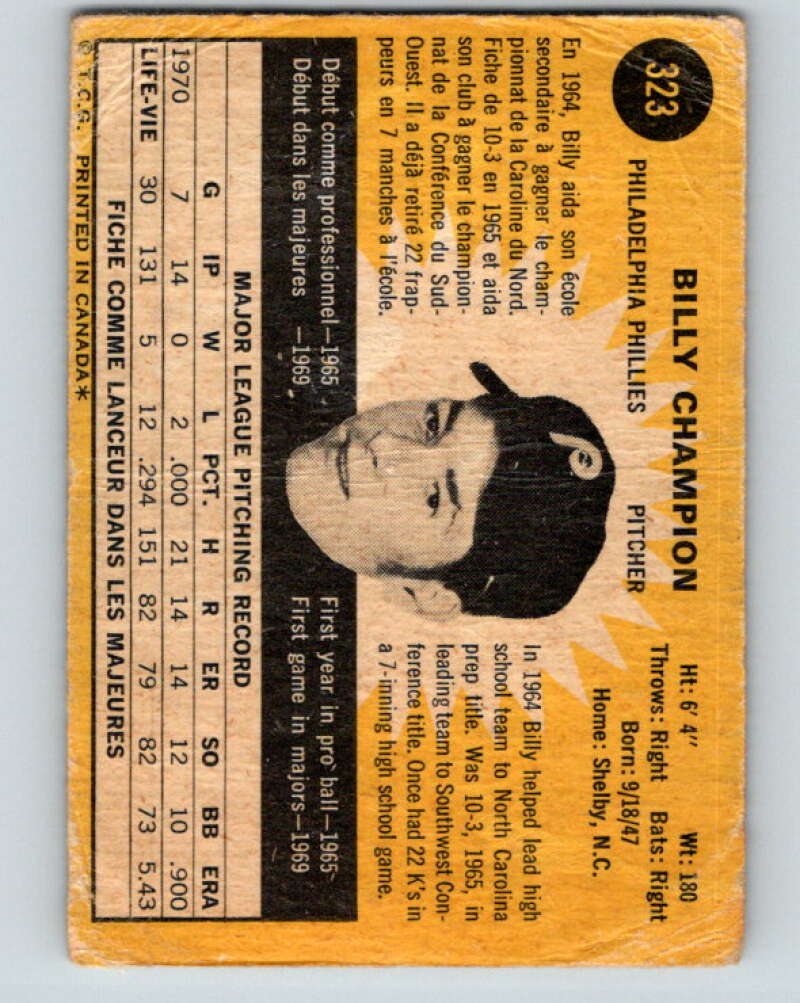 323
BILLY CHAMPION
PHILADELPHIA PHILLIES PITCHER
Ht: 6' 4" Wt: 180
Throws: Right Bats: Right
Born: 9/18/47
Home: Shelby, N.C.
En 1964, Billy aida son école
secondaire à gagner le cham-
pionnat de la Caroline du Nord.
Fiche de 10-3 en 1965 et aida
son club à gagner le champion-
nat de la Conférence du Sud-
Ouest. Il a déjà retiré 22 frap-
peurs en 7 manches à l'école.
In 1964 Billy helped lead high
school team to North Carolina
prep title. Was 10-3, 1965, in
leading team to Southwest Con-
ference title. Once had 22 K's in
a 7-inning high school game.
Début comme professionnel—1965
Début dans les majeures —1969
First year in pro ball—1965
First game in majors—1969
MAJOR LEAGUE PITCHING RECORD
G IP W L PCT. H R ER SO BB ERA
1970 7 14 0 2 .000 21 14 14 12 10 .900
LIFE-VIE 30 131 5 12 .294 151 82 79 82 73 5.43
FICHE COMME LANCEUR DANS LES MAJEURES
© T.C.G. PRINTED IN CANADA*